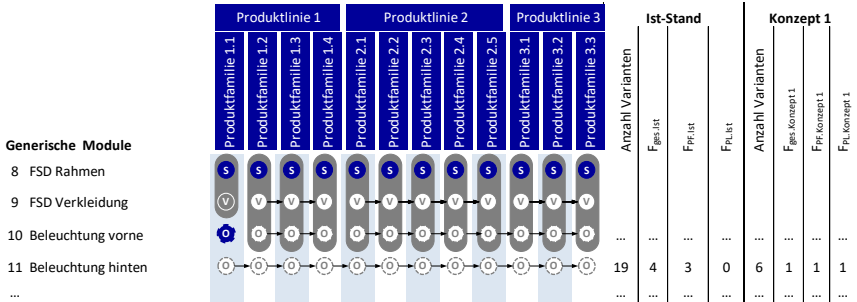 Produktlinie 1 Produktlinie 2 Produktlinie 3 Ist-Stand Konzept 1
Produktfamilie 1.1 Produktfamilie 1.2 Produktfamilie 1.3 Produktfamilie 1.4 Produktfamilie 2.1 Produktfamilie 2.2 Produktfamilie 2.3 Produktfamilie 2.4 Produktfamilie 2.5 Produktfamilie 3.1 Produktfamilie 3.2 Produktfamilie 3.3 Anzahl Varianten Fges.Ist FPF.Ist FPL.Ist Anzahl Varianten Fges.Konzept 1 FPF.Konzept 1 FPL.Konzept 1
Generische Module
8 FSD Rahmen S S S S S S S S S S S S
9 FSD Verkleidung V V V V V V V V V V V V
10 Beleuchtung vorne O O O O O O O O O O O O ... ... ... ... ... ... ... ...
11 Beleuchtung hinten O O O O O O O O O O O O 19 4 3 0 6 1 1 1
... ... ... ... ... ... ... ... ...